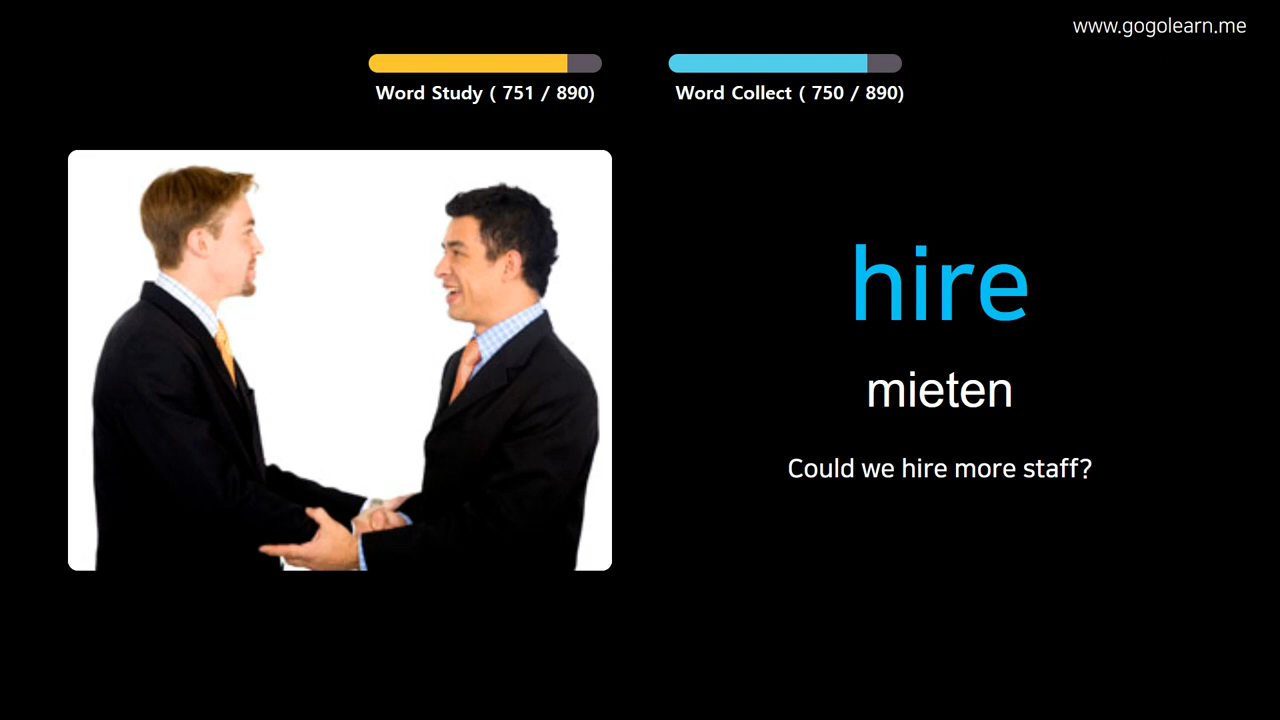 www.gogolearn.me
Word Study ( 751 / 890)
Word Collect ( 750 / 890)
hire
mieten
Could we hire more staff?